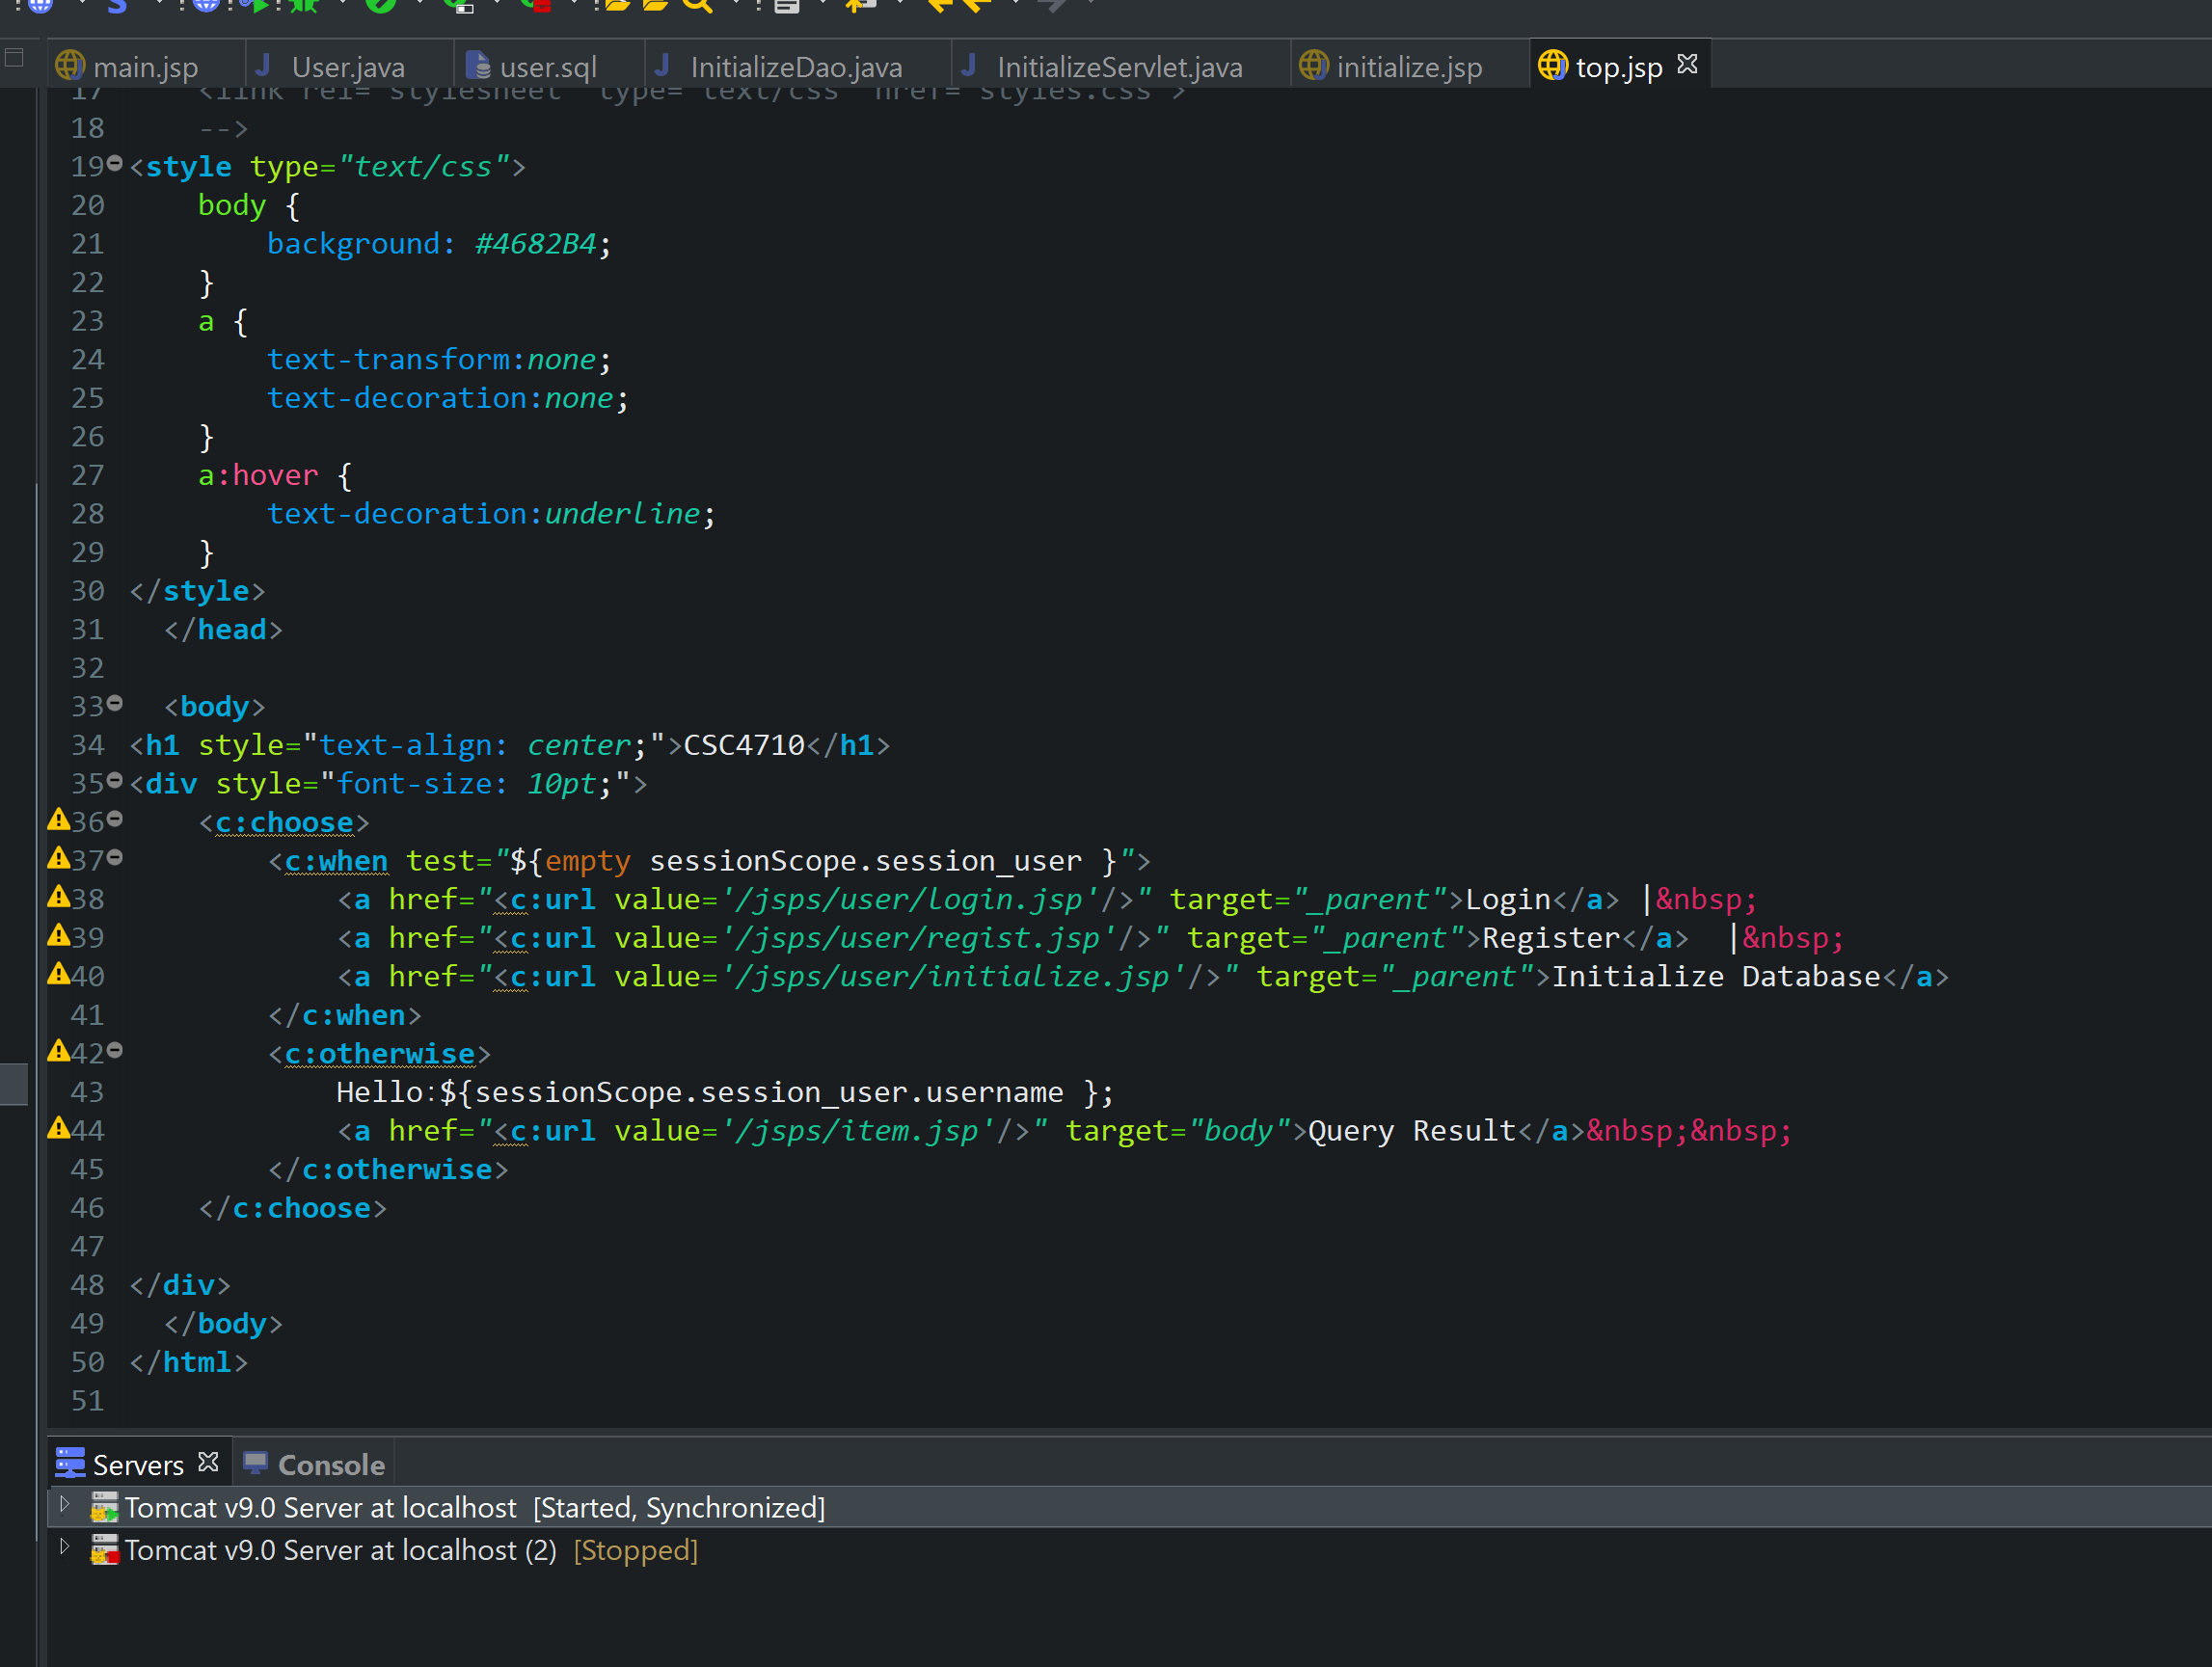 main.jsp User.java user.sql InitializeDao.java InitializeServlet.java initialize.jsp top.jsp
17 <link rel="stylesheet" type="text/css" href="styles.css">
18 -->
19 <style type="text/css">
20 body {
21 background: #4682B4;
22 }
23 a {
24 text-transform:none;
25 text-decoration:none;
26 }
27 a:hover {
28 text-decoration:underline;
29 }
30 </style>
31 </head>
32
33 <body>
34 <h1 style="text-align: center;">CSC4710</h1>
35 <div style="font-size: 10pt;">
36 <c:choose>
37 <c:when test="${empty sessionScope.session_user }">
38 <a href="<c:url value='/jsps/user/login.jsp'/>" target="_parent">Login</a> |&nbsp;
39 <a href="<c:url value='/jsps/user/regist.jsp'/>" target="_parent">Register</a>  |&nbsp;
40 <a href="<c:url value='/jsps/user/initialize.jsp'/>" target="_parent">Initialize Database</a>
41 </c:when>
42 <c:otherwise>
43 Hello:${sessionScope.session_user.username };
44 <a href="<c:url value='/jsps/item.jsp'/>" target="body">Query Result</a>&nbsp;&nbsp;
45 </c:otherwise>
46 </c:choose>
47
48 </div>
49 </body>
50 </html>
51
Servers Console
Tomcat v9.0 Server at localhost [Started, Synchronized]
Tomcat v9.0 Server at localhost (2) [Stopped]